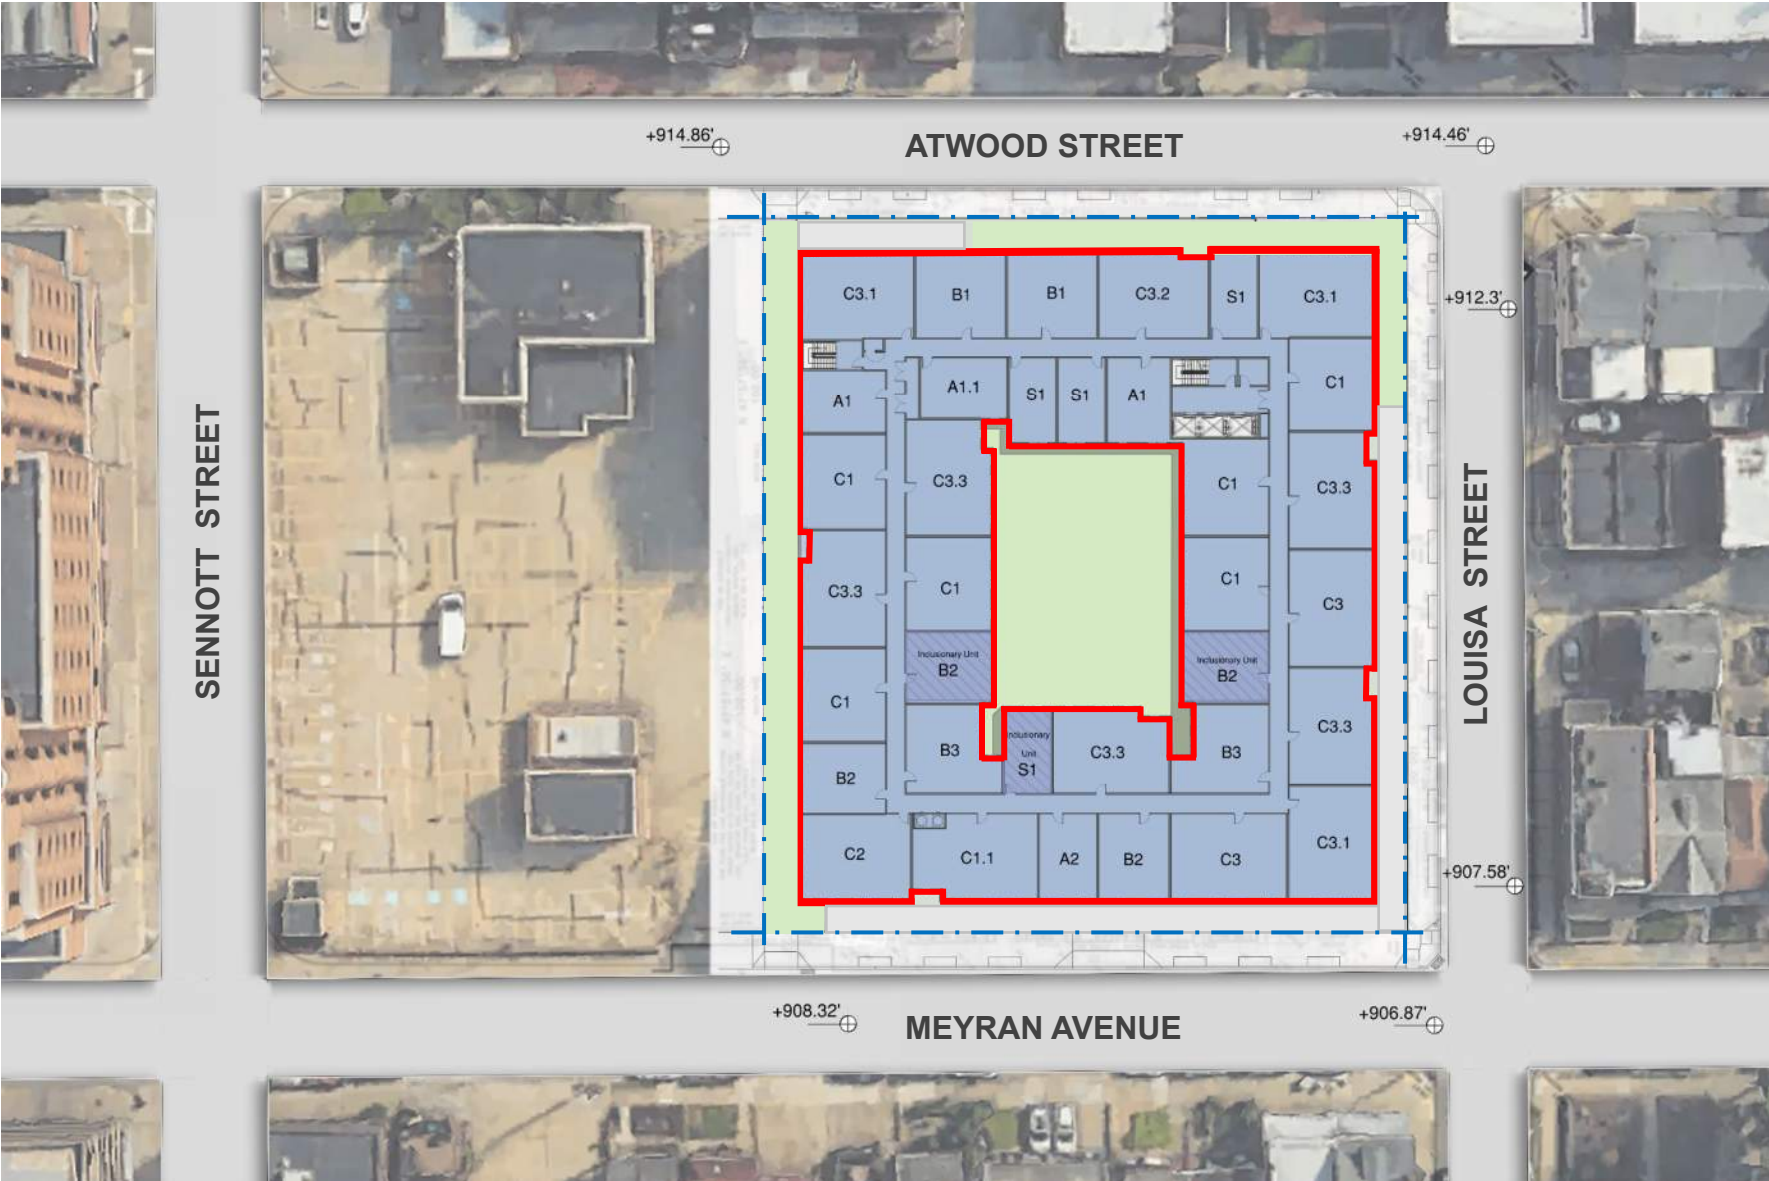 +914.86'
ATWOOD STREET
+914.46'
+912.3'
C3.1
B1
B1
C3.2
S1
C3.1
A1
A1.1
S1
S1
A1
C1
C1
C3.3
C1
C3.3
C3.3
C1
C1
C3
Inclusionary Unit
B2
Inclusionary Unit
B2
C1
B3
Inclusionary
Unit
S1
C3.3
B3
C3.3
B2
C2
C1.1
A2
B2
C3
C3.1
SENNOTT STREET
LOUISA STREET
+907.58'
+908.32'
MEYRAN AVENUE
+906.87'